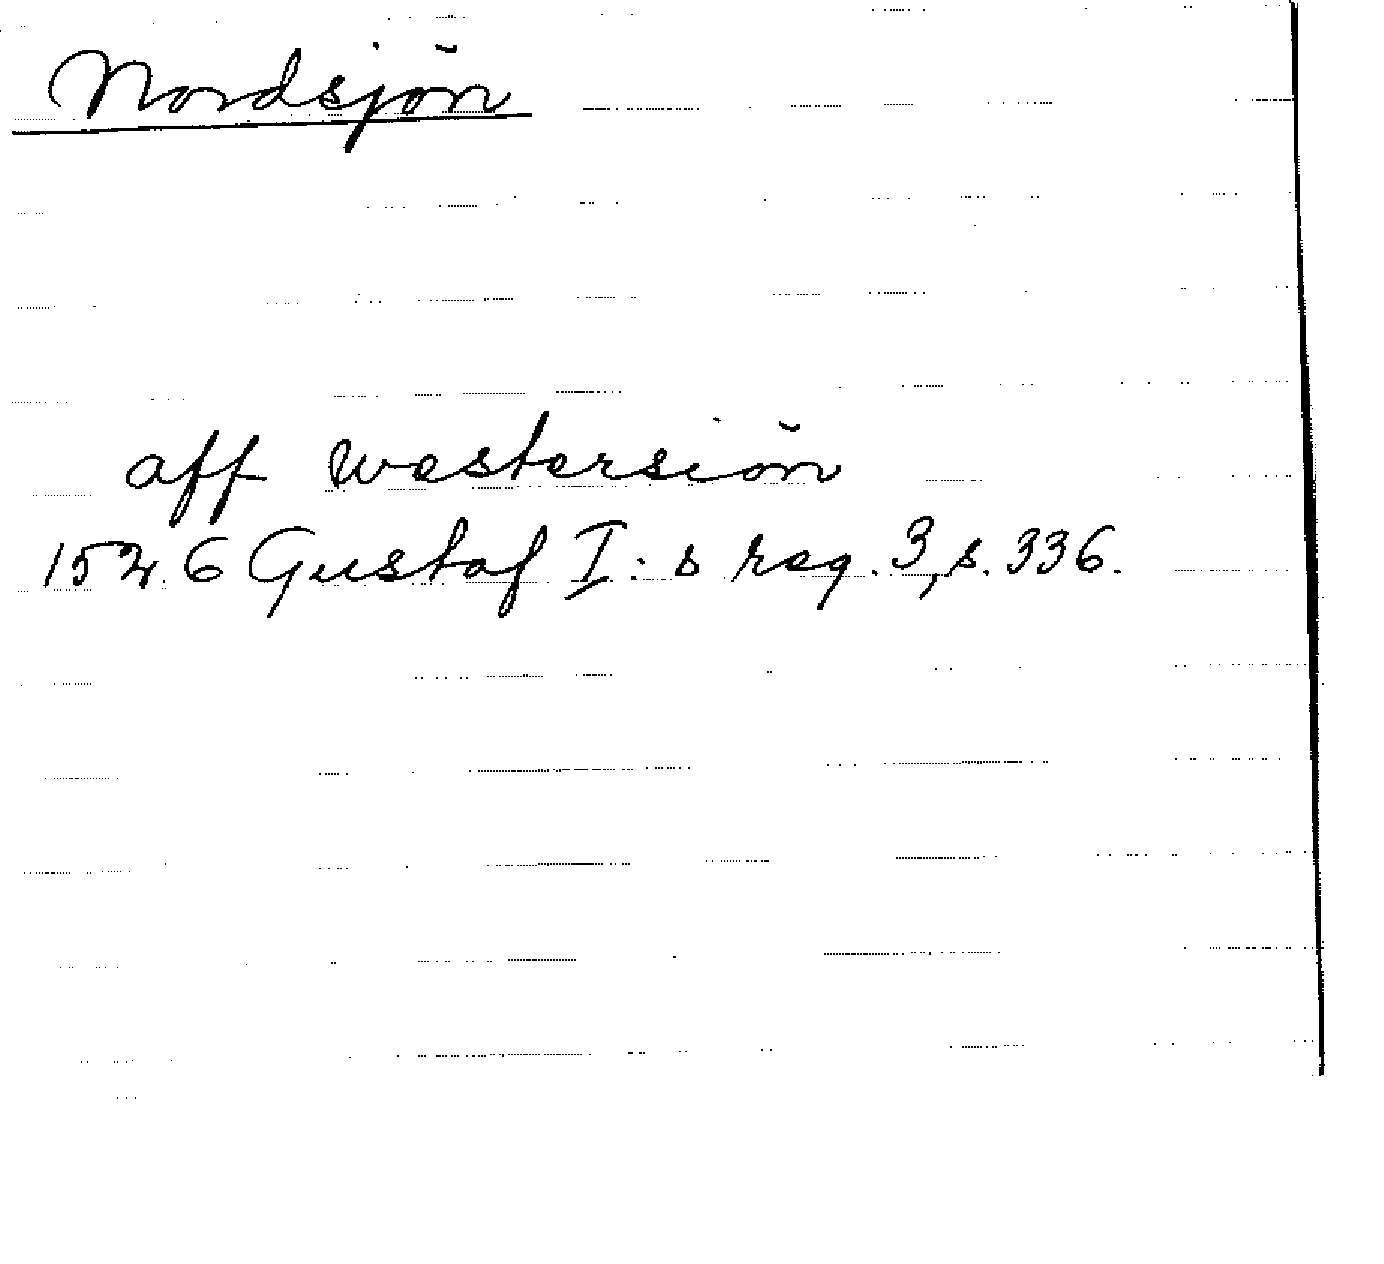 Nordsjön
aff westersiön
1526 Gustaf I:s reg. 3, s. 336.